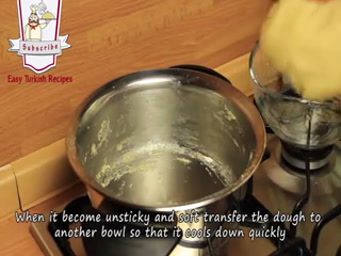 Subscribe
Easy Turkish Recipes
When it become unsticky and soft transfer the dough to
another bowl so that it cools down quickly